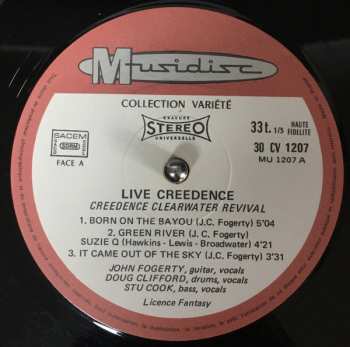 Musidisc
COLLECTION VARIÉTÉ
GRAVURE
STEREO
UNIVERSELLE
SACEM
SDRM
FACE A
33 t. 1/3 HAUTE FIDELITE
30 CV 1207
MU 1207 A
LIVE CREEDENCE
CREEDENCE CLEARWATER REVIVAL
1. BORN ON THE BAYOU (J.C. Fogerty) 5'04
2. GREEN RIVER (J.C. Fogerty)
SUZIE Q (Hawkins - Lewis - Broadwater) 4'21
3. IT CAME OUT OF THE SKY (J.C. Fogerty) 3'31
JOHN FOGERTY, guitar, vocals
DOUG CLIFFORD, drums, vocals
STU COOK, bass, vocals
Licence Fantasy